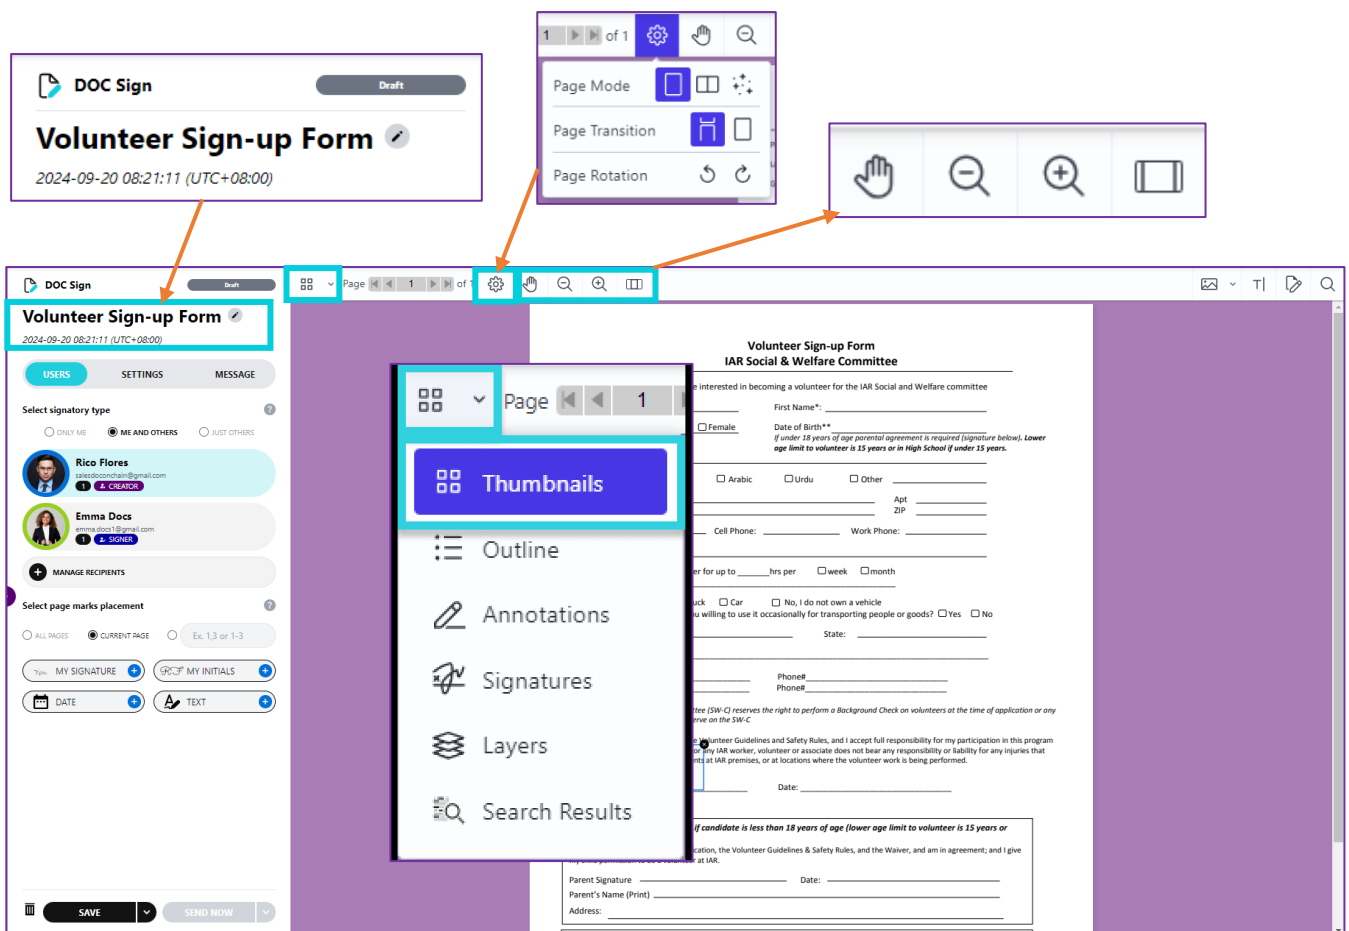 1 of 1
Page Mode
Page Transition
Page Rotation
DOC Sign
Draft
Volunteer Sign-up Form
2024-09-20 08:21:11 (UTC+08:00)
DOC Sign
Draft
Page 1 of 1
T|
Volunteer Sign-up Form
2024-09-20 08:21:11 (UTC+08:00)
USERS SETTINGS MESSAGE
Select signatory type ?
ONLY ME ME AND OTHERS JUST OTHERS
Rico Flores
salesdoconchain@gmail.com
1 CREATOR
Emma Docs
emma.docs1@gmail.com
1 SIGNER
MANAGE RECIPIENTS
Select page marks placement ?
ALL PAGES CURRENT PAGE Ex. 1,3 or 1-3
MY SIGNATURE MY INITIALS
DATE TEXT
SAVE SEND NOW
Page 1
Thumbnails
Outline
Annotations
Signatures
Layers
Search Results
Volunteer Sign-up Form
IAR Social & Welfare Committee
e interested in becoming a volunteer for the IAR Social and Welfare committee
First Name*:
Female Date of Birth**
If under 18 years of age parental agreement is required (signature below). Lower
age limit to volunteer is 15 years or in High School if under 15 years.
Arabic Urdu Other
Apt
ZIP
Cell Phone: Work Phone:
er for up to ______hrs per week month
uck Car No, I do not own a vehicle
u willing to use it occasionally for transporting people or goods? Yes No
State:
Phone#
Phone#
ttee (SW-C) reserves the right to perform a Background Check on volunteers at the time of application or any
erve on the SW-C
e Volunteer Guidelines and Safety Rules, and I accept full responsibility for my participation in this program
or any IAR worker, volunteer or associate does not bear any responsibility or liability for any injuries that
nts at IAR premises, or at locations where the volunteer work is being performed.
Date:
if candidate is less than 18 years of age (lower age limit to volunteer is 15 years or
cation, the Volunteer Guidelines & Safety Rules, and the Waiver, and am in agreement; and I give
at IAR.
Parent Signature Date:
Parent's Name (Print)
Address: